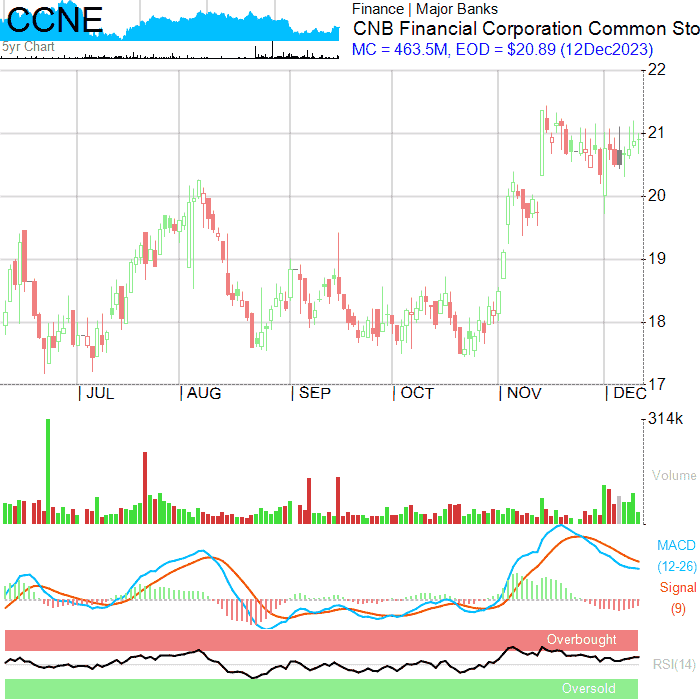 CCNE
5yr Chart
Finance | Major Banks
CNB Financial Corporation Common Sto
MC = 463.5M, EOD = $20.89 (12Dec2023)
22
21
20
19
18
17
| JUL | AUG | SEP | OCT | NOV | DEC
314k
Volume
MACD
(12-26)
Signal
(9)
Overbought
RSI(14)
Oversold